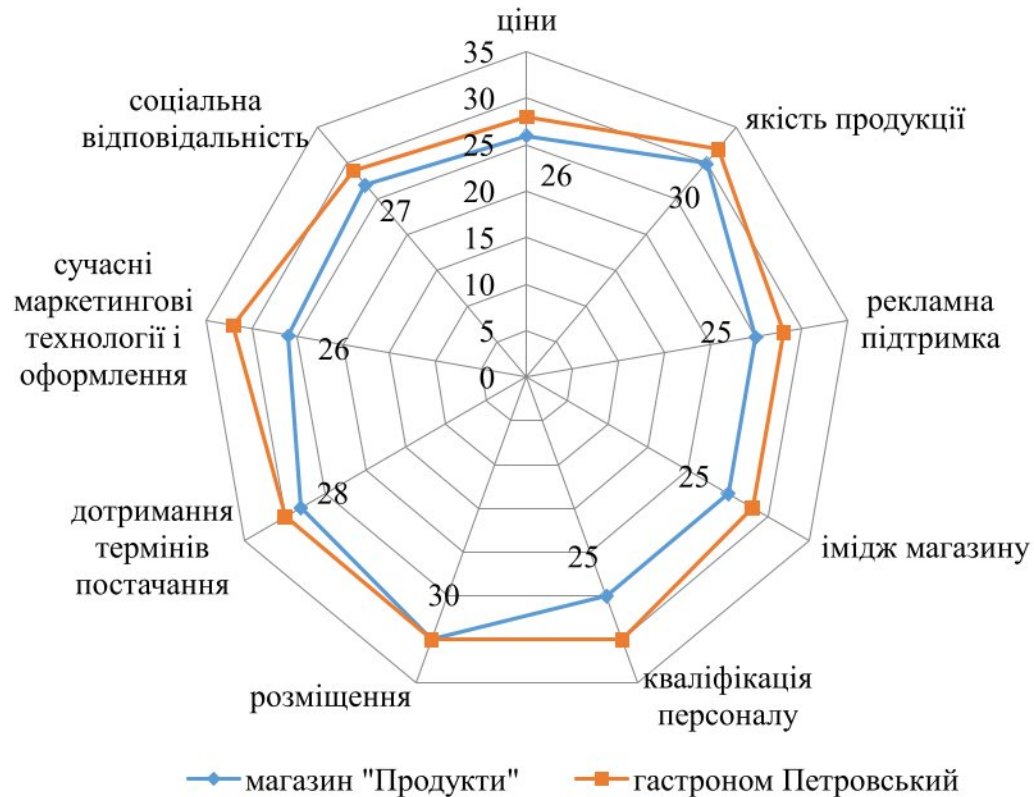 ціни
35
30
25
20
15
10
5
0
26
якість продукції
30
рекламна
підтримка
25
імідж магазину
25
кваліфікація
персоналу
25
розміщення
30
дотримання
термінів
постачання
28
сучасні
маркетингові
технології і
оформлення
26
соціальна
відповідальність
27
магазин "Продукти"
гастроном Петровський